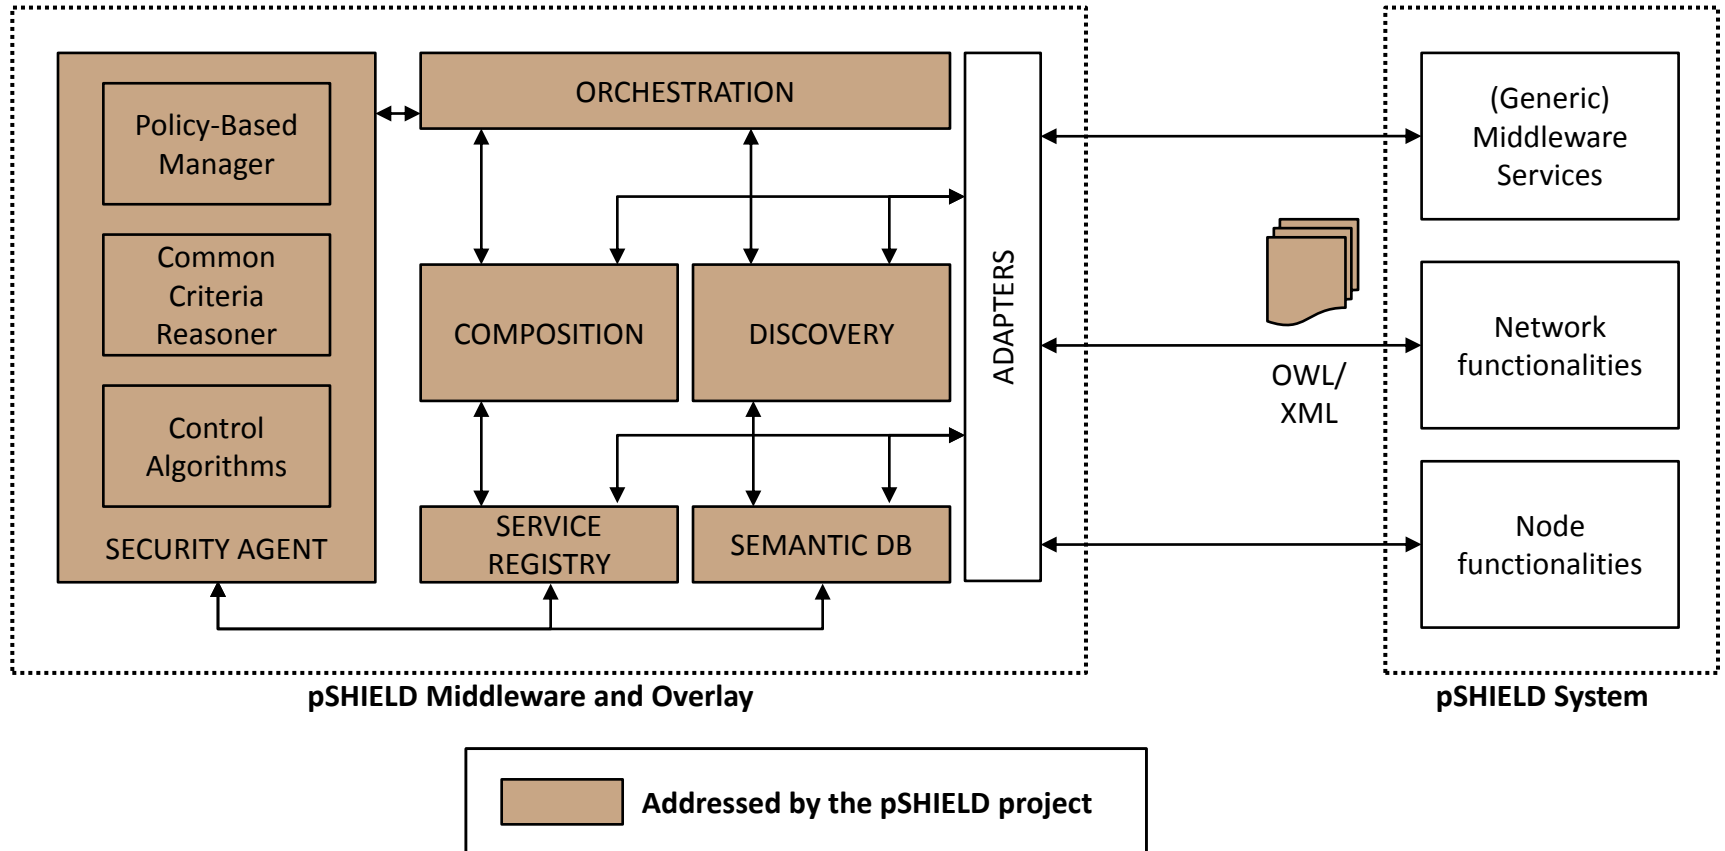 Policy-Based
Manager
Common
Criteria
Reasoner
Control
Algorithms
SECURITY AGENT
ORCHESTRATION
COMPOSITION
DISCOVERY
SERVICE
REGISTRY
SEMANTIC DB
ADAPTERS
OWL/
XML
(Generic)
Middleware
Services
Network
functionalities
Node
functionalities
pSHIELD Middleware and Overlay
pSHIELD System
Addressed by the pSHIELD project